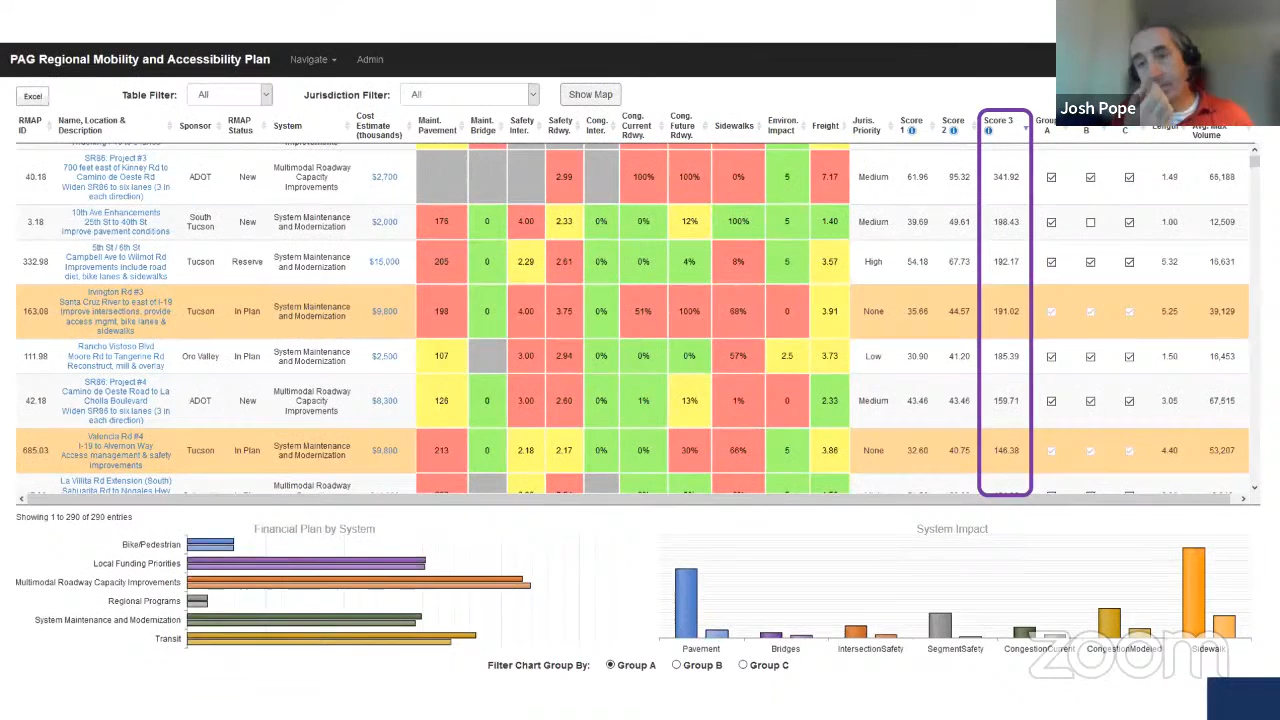 PAG Regional Mobility and Accessibility Plan Navigate Admin
Josh Pope
Excel Table Filter: All Jurisdiction Filter: All Show Map
RMAP ID
Name, Location & Description
Sponsor
RMAP Status
System
Cost Estimate (thousands)
Maint. Pavement
Maint. Bridge
Safety Inter.
Safety Rdwy.
Cong. Inter.
Cong. Current Rdwy.
Cong. Future Rdwy.
Sidewalks
Environ. Impact
Freight
Juris. Priority
Score 1
Score 2
Score 3
A
B
C
Volume
40.18
SR86: Project #3
700 feet east of Kinney Rd to
Camino de Oeste Rd
Widen SR86 to six lanes (3 in
each direction)
ADOT New
Multimodal Roadway
Capacity
Improvements
$2,700 2.99 100% 100% 0% 5 7.17 Medium 61.96 95.32 341.92 1.49 66,188
3.18
10th Ave Enhancements
25th St to 40th St
Improve pavement conditions
South
Tucson
New
System Maintenance
and Modernization
$2,000 176 0 4.00 2.33 0% 0% 12% 100% 5 1.40 Medium 39.69 49.61 198.43 1.00 12,509
332.98
5th St / 6th St
Campbell Ave to Wilmot Rd
Improvements include road
diet, bike lanes & sidewalks
Tucson Reserve
System Maintenance
and Modernization
$15,000 205 0 2.29 2.61 0% 0% 4% 8% 5 3.57 High 54.18 67.73 192.17 5.32 16,631
163.08
Irvington Rd #3
Santa Cruz River to east of I-19
Improve intersections, provide
access mgmt, bike lanes &
sidewalks
Tucson In Plan
System Maintenance
and Modernization
$9,800 198 0 4.00 3.75 0% 51% 100% 68% 0 3.91 None 35.66 44.57 191.02 5.25 39,129
111.98
Rancho Vistoso Blvd
Moore Rd to Tangerine Rd
Reconstruct, mill & overlay
Oro Valley In Plan
System Maintenance
and Modernization
$2,500 107 3.00 2.94 0% 0% 0% 57% 2.5 3.73 Low 30.90 41.20 185.39 1.50 16,453
42.18
SR86: Project #4
Camino de Oeste Road to La
Cholla Boulevard
Widen SR86 to six lanes (3 in
each direction)
ADOT New
Multimodal Roadway
Capacity
Improvements
$8,300 126 0 3.00 2.60 0% 1% 13% 1% 0 2.33 Medium 43.46 43.46 159.71 3.05 67,515
685.03
Valencia Rd #4
I-19 to Alvernon Way
Access management & safety
improvements
Tucson In Plan
System Maintenance
and Modernization
$9,800 213 0 2.18 2.17 0% 0% 30% 66% 5 3.86 None 32.60 40.75 146.38 4.40 53,207
La Villita Rd Extension (South)
Multimodal Roadway
Showing 1 to 290 of 290 entries
Financial Plan by System
Bike/Pedestrian
Local Funding Priorities
Multimodal Roadway Capacity Improvements
Regional Programs
System Maintenance and Modernization
Transit
System Impact
Pavement Bridges IntersectionSafety SegmentSafety CongestionCurrent CongestionModeled Sidewalk
Filter Chart Group By: Group A Group B Group C
zoom